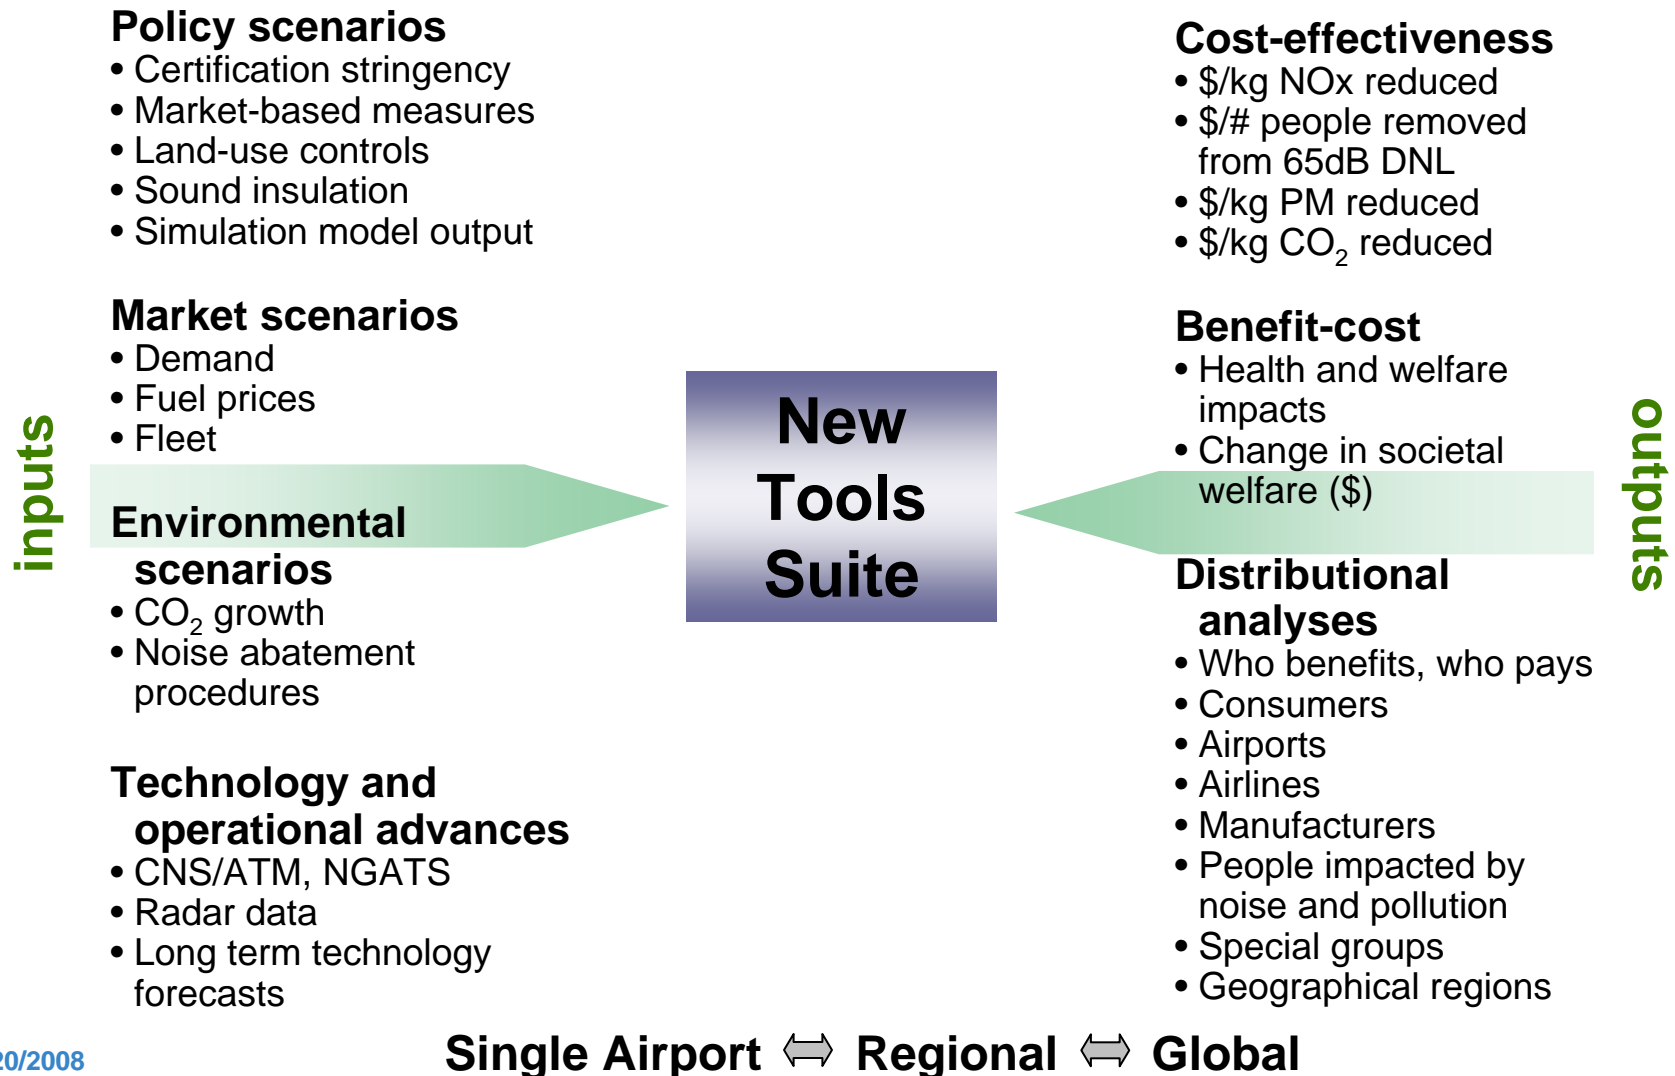 inputs
Policy scenarios
• Certification stringency
• Market-based measures
• Land-use controls
• Sound insulation
• Simulation model output
Market scenarios
• Demand
• Fuel prices
• Fleet
Environmental
scenarios
• CO₂ growth
• Noise abatement
procedures
Technology and
operational advances
• CNS/ATM, NGATS
• Radar data
• Long term technology
forecasts
New
Tools
Suite
Cost-effectiveness
• $/kg NOx reduced
• $/# people removed
from 65dB DNL
• $/kg PM reduced
• $/kg CO₂ reduced
Benefit-cost
• Health and welfare
impacts
• Change in societal
welfare ($)
Distributional
analyses
• Who benefits, who pays
• Consumers
• Airports
• Airlines
• Manufacturers
• People impacted by
noise and pollution
• Special groups
• Geographical regions
outputs
Single Airport ⇔ Regional ⇔ Global
20/2008